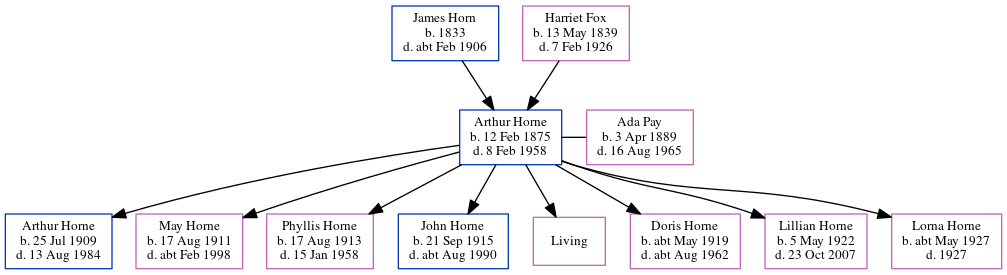 James Horn
b. 1833
d. abt Feb 1906
Harriet Fox
b. 13 May 1839
d. 7 Feb 1926
Arthur Horne
b. 12 Feb 1875
d. 8 Feb 1958
Ada Pay
b. 3 Apr 1889
d. 16 Aug 1965
Arthur Horne
b. 25 Jul 1909
d. 13 Aug 1984
May Horne
b. 17 Aug 1911
d. abt Feb 1998
Phyllis Horne
b. 17 Aug 1913
d. 15 Jan 1958
John Horne
b. 21 Sep 1915
d. abt Aug 1990
Living
Doris Horne
b. abt May 1919
d. abt Aug 1962
Lillian Horne
b. 5 May 1922
d. 23 Oct 2007
Lorna Horne
b. abt May 1927
d. 1927